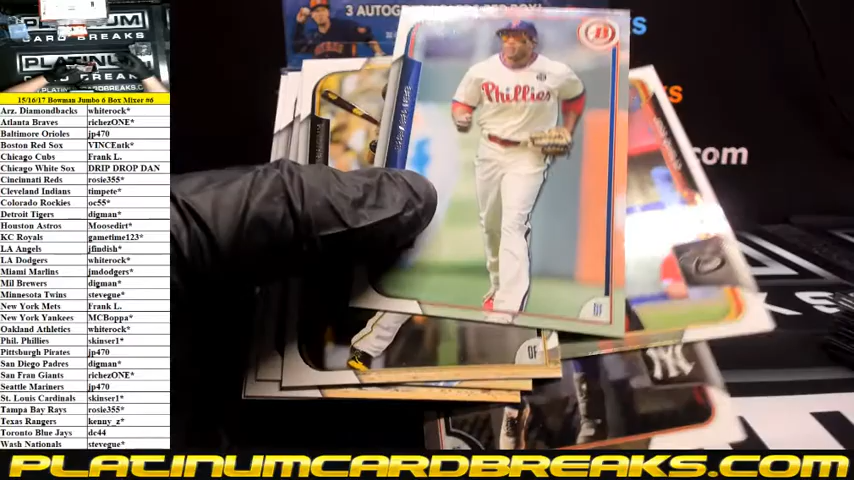 PLATINUM
CARD BREAKS
PLATINUM
CARD BREAKS
15/16/17 Bowman Jumbo 6 Box Mixer #6
Arz. Diamondbacks whiterock*
Atlanta Braves richezONE*
Baltimore Orioles jp470
Boston Red Sox VINCEntk*
Chicago Cubs Frank L.
Chicago White Sox DRIP DROP DAN
Cincinnati Reds rosie355*
Cleveland Indians timpete*
Colorado Rockies oc55*
Detroit Tigers digman*
Houston Astros Moosedirt*
KC Royals gametime123*
LA Angels jfindish*
LA Dodgers whiterock*
Miami Marlins jmdodgers*
Mil Brewers digman*
Minnesota Twins stevegue*
New York Mets Frank L.
New York Yankees MCBoppa*
Oakland Athletics whiterock*
Phil. Phillies skinser1*
Pittsburgh Pirates jp470
San Diego Padres digman*
San Fran Giants richezONE*
Seattle Mariners jp470
St. Louis Cardinals skinser1*
Tampa Bay Rays rosie355*
Texas Rangers kenny_z*
Toronto Blue Jays dc44
Wash Nationals stevegue*
3 AUTOGRAPH
B
Phillies
OF
OF
NY
.com
PLATINUMCARDBREAKS.COM